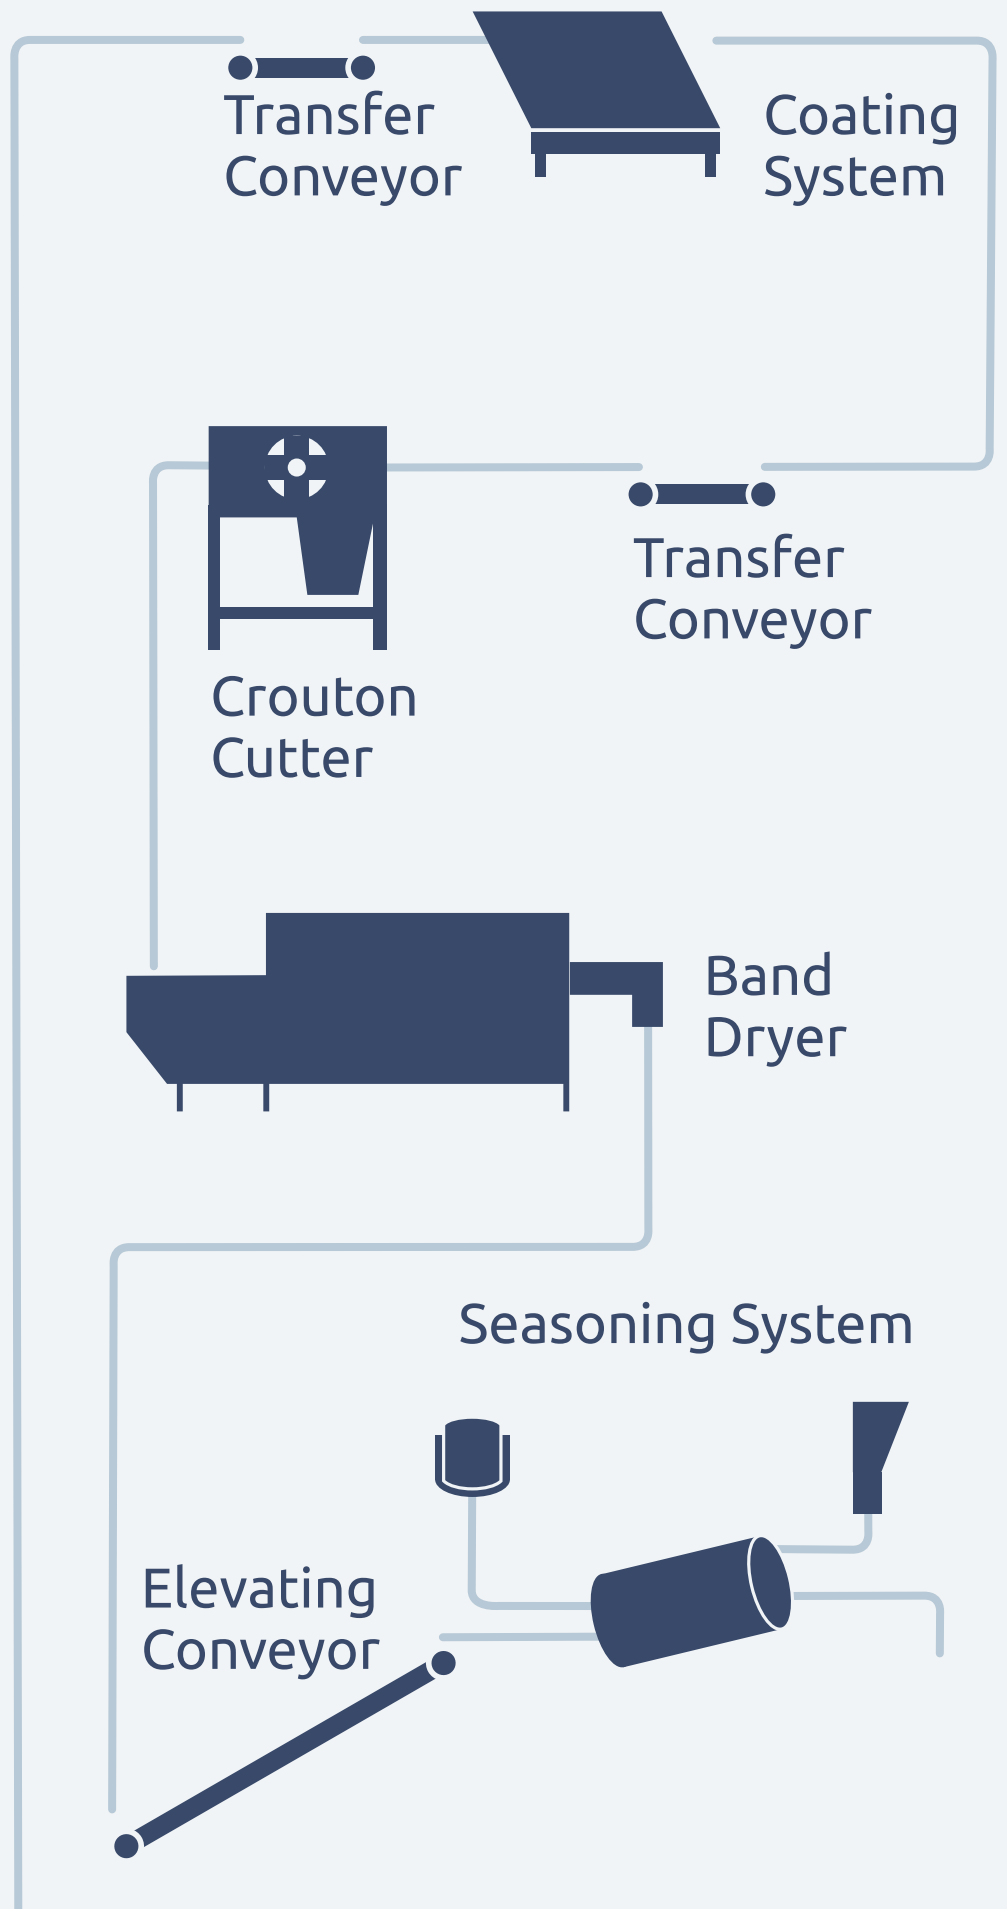 Transfer
Conveyor
Coating
System
Transfer
Conveyor
Crouton
Cutter
Band
Dryer
Seasoning System
Elevating
Conveyor